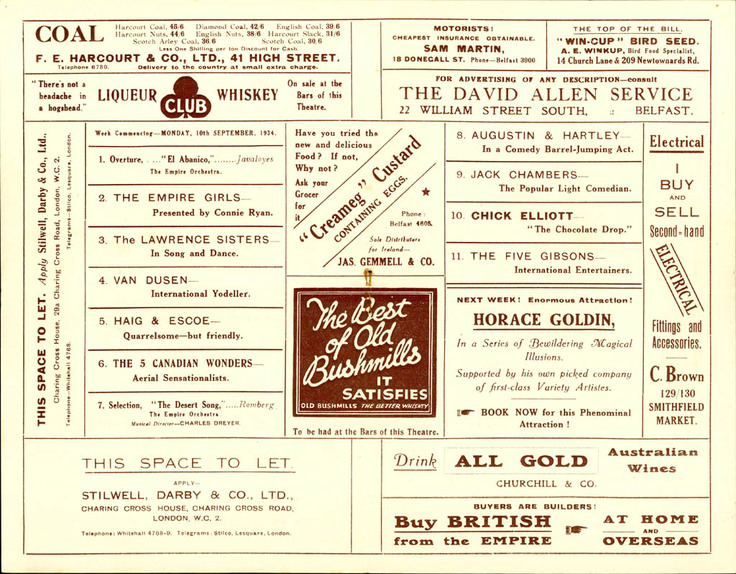 COAL
Harcourt Coal, 45/6 Diamond Coal, 42/6 English Coal, 39.6
Harcourt Nuts, 44.6 English Nuts, 38/6 Harcourt Slack, 31/6
Scotch Arley Coal, 36.6 Scotch Coal, 30.6
Less One Shilling per ton Discount for Cash.
F. E. HARCOURT & CO., LTD., 41 HIGH STREET.
Telephone 6780. Delivery to the country at small extra charge.
MOTORISTS!
CHEAPEST INSURANCE OBTAINABLE.
SAM MARTIN,
18 DONEGALL ST. Phone—Belfast 3900
THE TOP OF THE BILL.
"WIN-CUP" BIRD SEED.
A. E. WINKUP, Bird Food Specialist,
14 Church Lane & 209 Newtownards Rd.
"There's not a
headache in
a hogshead."
LIQUEUR CLUB WHISKEY
On sale at the
Bars of this
Theatre.
FOR ADVERTISING OF ANY DESCRIPTION—consult
THE DAVID ALLEN SERVICE
22 WILLIAM STREET SOUTH, :: BELFAST.
THIS SPACE TO LET. Apply Stilwell, Darby & Co., Ltd.,
Charing Cross House, 29a Charing Cross Road, London, W.C. 2.
Telephone—Whitehall 4768. Telegrams: Stilco, Lesquare, London.
Week Commencing—MONDAY, 10th SEPTEMBER, 1934.
1. Overture, ..... "El Abanico,"......Javaloyes
The Empire Orchestra.
2. THE EMPIRE GIRLS—
Presented by Connie Ryan.
3. The LAWRENCE SISTERS—
In Song and Dance.
4. VAN DUSEN—
International Yodeller.
5. HAIG & ESCOE—
Quarrelsome—but friendly.
6. THE 5 CANADIAN WONDERS—
Aerial Sensationalists.
7. Selection, "The Desert Song,".....Romberg
The Empire Orchestra.
Musical Director—CHARLES DREYER.
Have you tried the
new and delicious
Food? If not,
Why not?
Ask your
Grocer
for
it
"Creameg" Custard
CONTAINING EGGS.
Phone:
Belfast 4605.
Sole Distributors
for Ireland—
JAS. GEMMELL & CO.
The Best
of Old
Bushmills
IT
SATISFIES
OLD BUSHMILLS THE BETTER WHISKY
To be had at the Bars of this Theatre.
8. AUGUSTIN & HARTLEY—
In a Comedy Barrel-Jumping Act.
9. JACK CHAMBERS—
The Popular Light Comedian.
10. CHICK ELLIOTT—
"The Chocolate Drop."
11. THE FIVE GIBSONS—
International Entertainers.
NEXT WEEK! Enormous Attraction!
HORACE GOLDIN,
In a Series of Bewildering Magical
Illusions.
Supported by his own picked company
of first-class Variety Artistes.
BOOK NOW for this Phenominal
Attraction!
Electrical
I
BUY
AND
SELL
Second-hand
ELECTRICAL
Fittings and
Accessories.
C. Brown
129/130
SMITHFIELD
MARKET.
THIS SPACE TO LET.
APPLY—
STILWELL, DARBY & CO., LTD.,
CHARING CROSS HOUSE, CHARING CROSS ROAD,
LONDON, W.C. 2.
Telephone: Whitehall 4768-9. Telegrams: Stilco, Lesquare, London.
Drink ALL GOLD Australian
Wines
CHURCHILL & CO.
BUYERS ARE BUILDERS!
Buy BRITISH
from the EMPIRE
AT HOME
AND
OVERSEAS